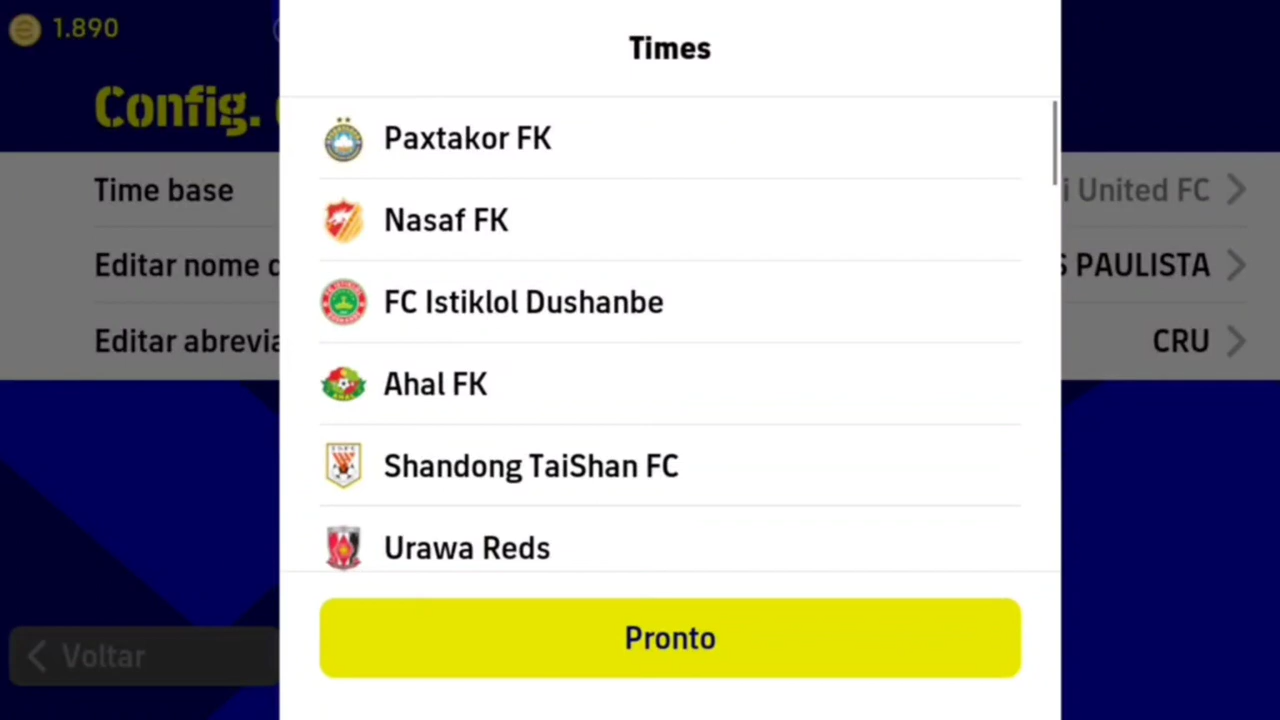 1.890
Times
Config.
Paxtakor FK
Time base
i United FC
Nasaf FK
Editar nome
PAULISTA
FC Istiklol Dushanbe
Editar
CRU
Ahal FK
Shandong TaiShan FC
Urawa Reds
Pronto
Voltar